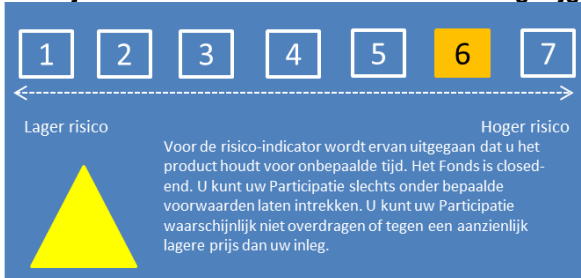 1 2 3 4 5 6 7
Lager risico Hoger risico
Voor de risico-indicator wordt ervan uitgegaan dat u het
product houdt voor onbepaalde tijd. Het Fonds is closed-
end. U kunt uw Participatie slechts onder bepaalde
voorwaarden laten intrekken. U kunt uw Participatie
waarschijnlijk niet overdragen of tegen een aanzienlijk
lagere prijs dan uw inleg.